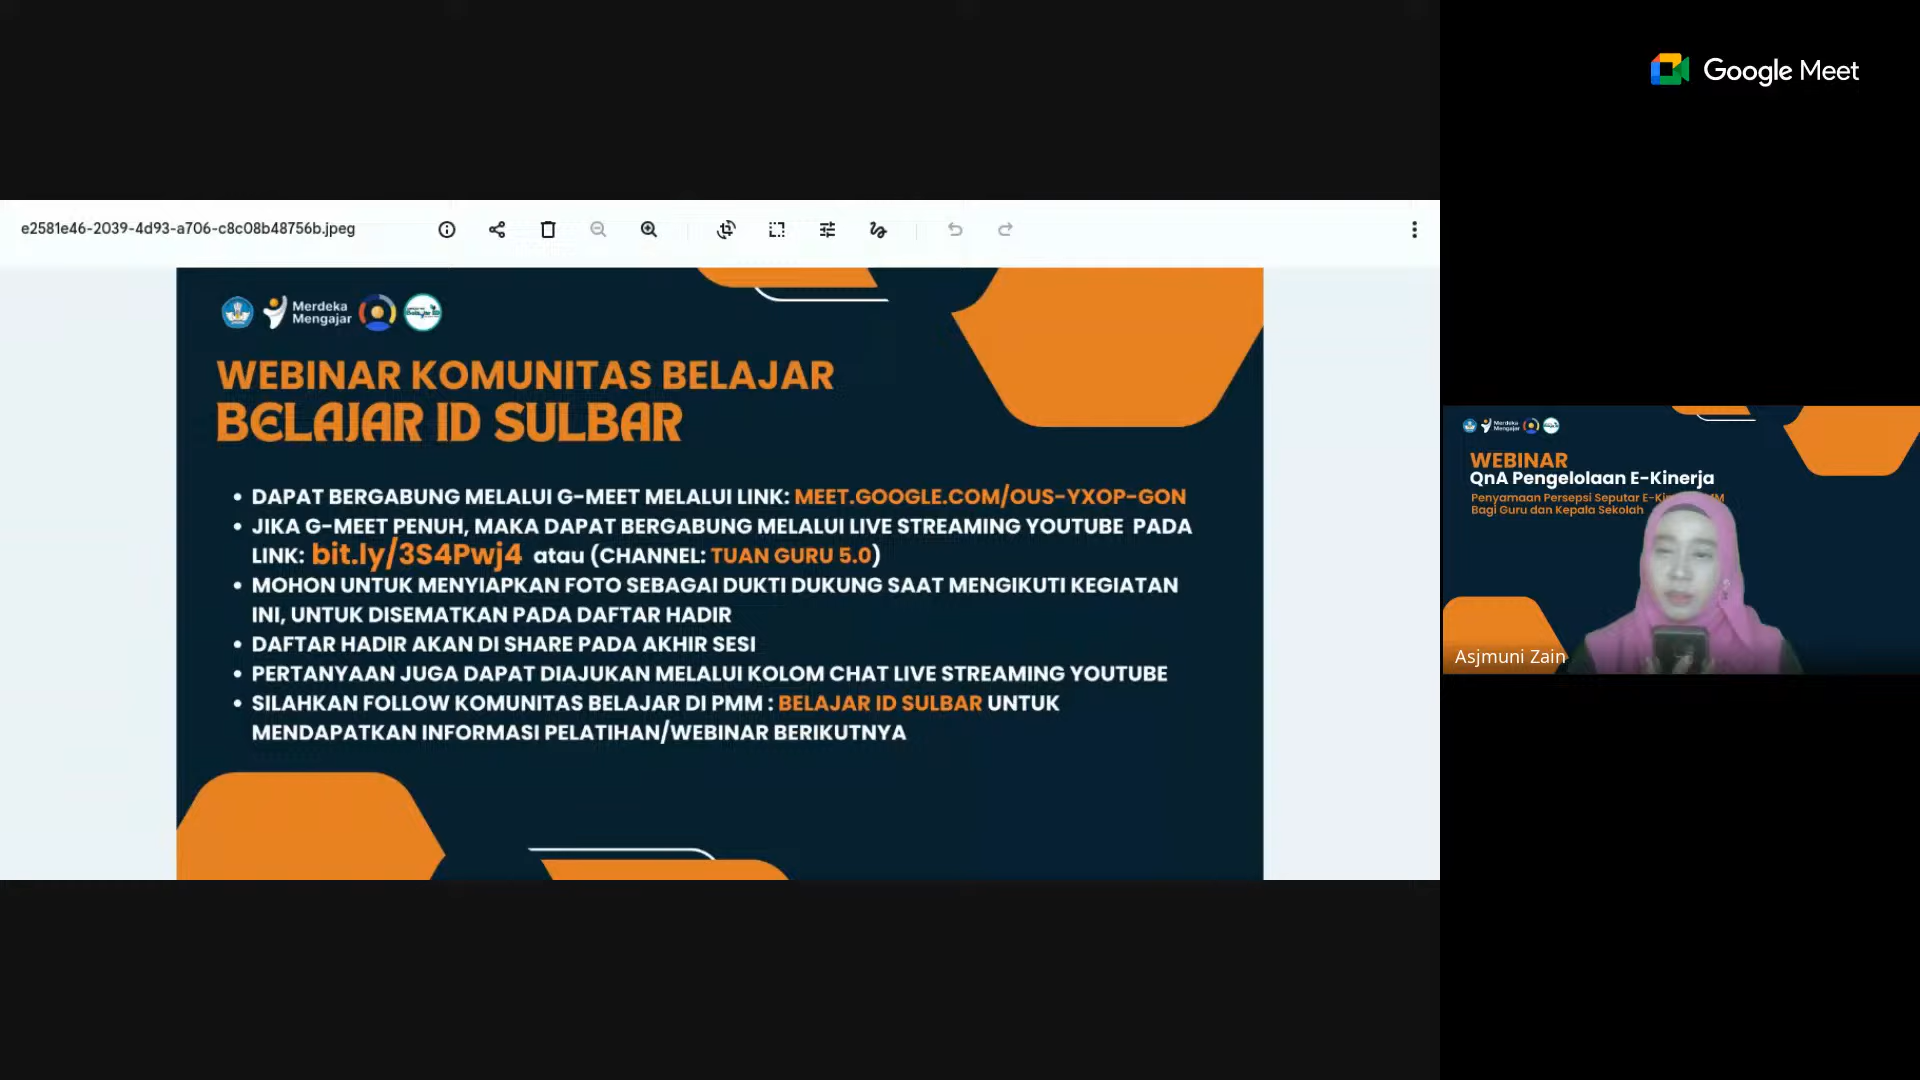 Google Meet
e2581e46-2039-4d93-a706-c8c08b48756b.jpeg
Merdeka
Mengajar
WEBINAR KOMUNITAS BELAJAR
BELAJAR ID SULBAR
• DAPAT BERGABUNG MELALUI G-MEET MELALUI LINK: MEET.GOOGLE.COM/OUS-YXOP-GON
• JIKA G-MEET PENUH, MAKA DAPAT BERGABUNG MELALUI LIVE STREAMING YOUTUBE PADA
LINK: bit.ly/3S4Pwj4 atau (CHANNEL: TUAN GURU 5.0)
• MOHON UNTUK MENYIAPKAN FOTO SEBAGAI DUKTI DUKUNG SAAT MENGIKUTI KEGIATAN
INI, UNTUK DISEMATKAN PADA DAFTAR HADIR
• DAFTAR HADIR AKAN DI SHARE PADA AKHIR SESI
• PERTANYAAN JUGA DAPAT DIAJUKAN MELALUI KOLOM CHAT LIVE STREAMING YOUTUBE
• SILAHKAN FOLLOW KOMUNITAS BELAJAR DI PMM : BELAJAR ID SULBAR UNTUK
MENDAPATKAN INFORMASI PELATIHAN/WEBINAR BERIKUTNYA
Merdeka
Mengajar
WEBINAR
QnA Pengelolaan E-Kinerja
Penyamaan Persepsi Seputar
Bagi Guru dan Kepala Sekolah
Asjmuni Zain